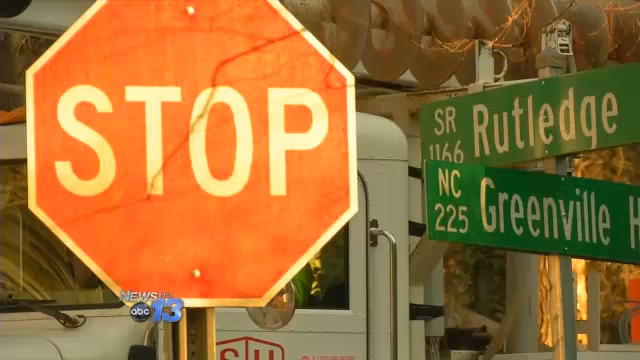 STOP
SR
1166
Rutledge
NC
225
Greenville H
NEWS
abc 13